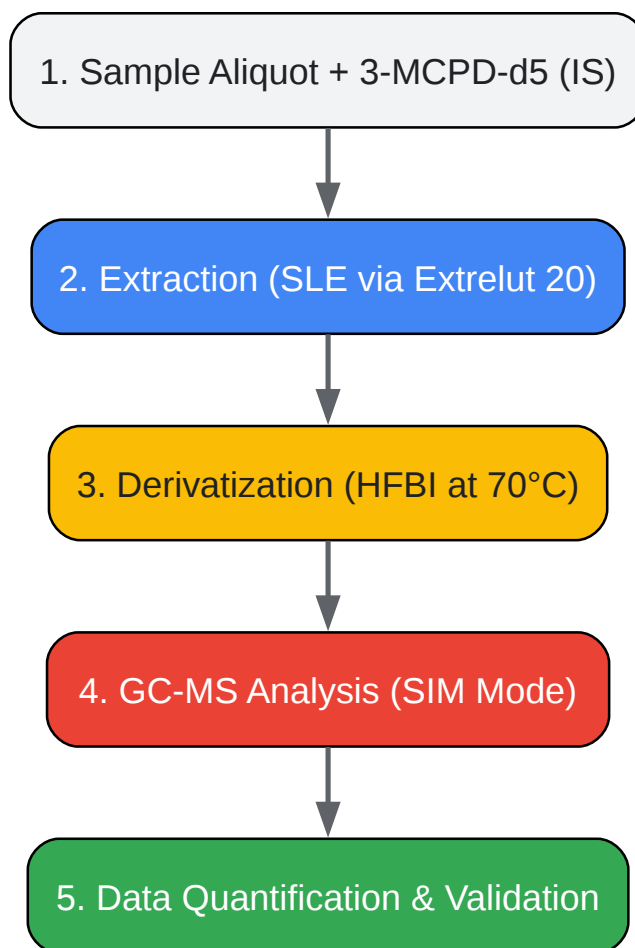 1. Sample Aliquot + 3-MCPD-d5 (IS)
2. Extraction (SLE via Extrelut 20)
3. Derivatization (HFBI at 70°C)
4. GC-MS Analysis (SIM Mode)
5. Data Quantification & Validation